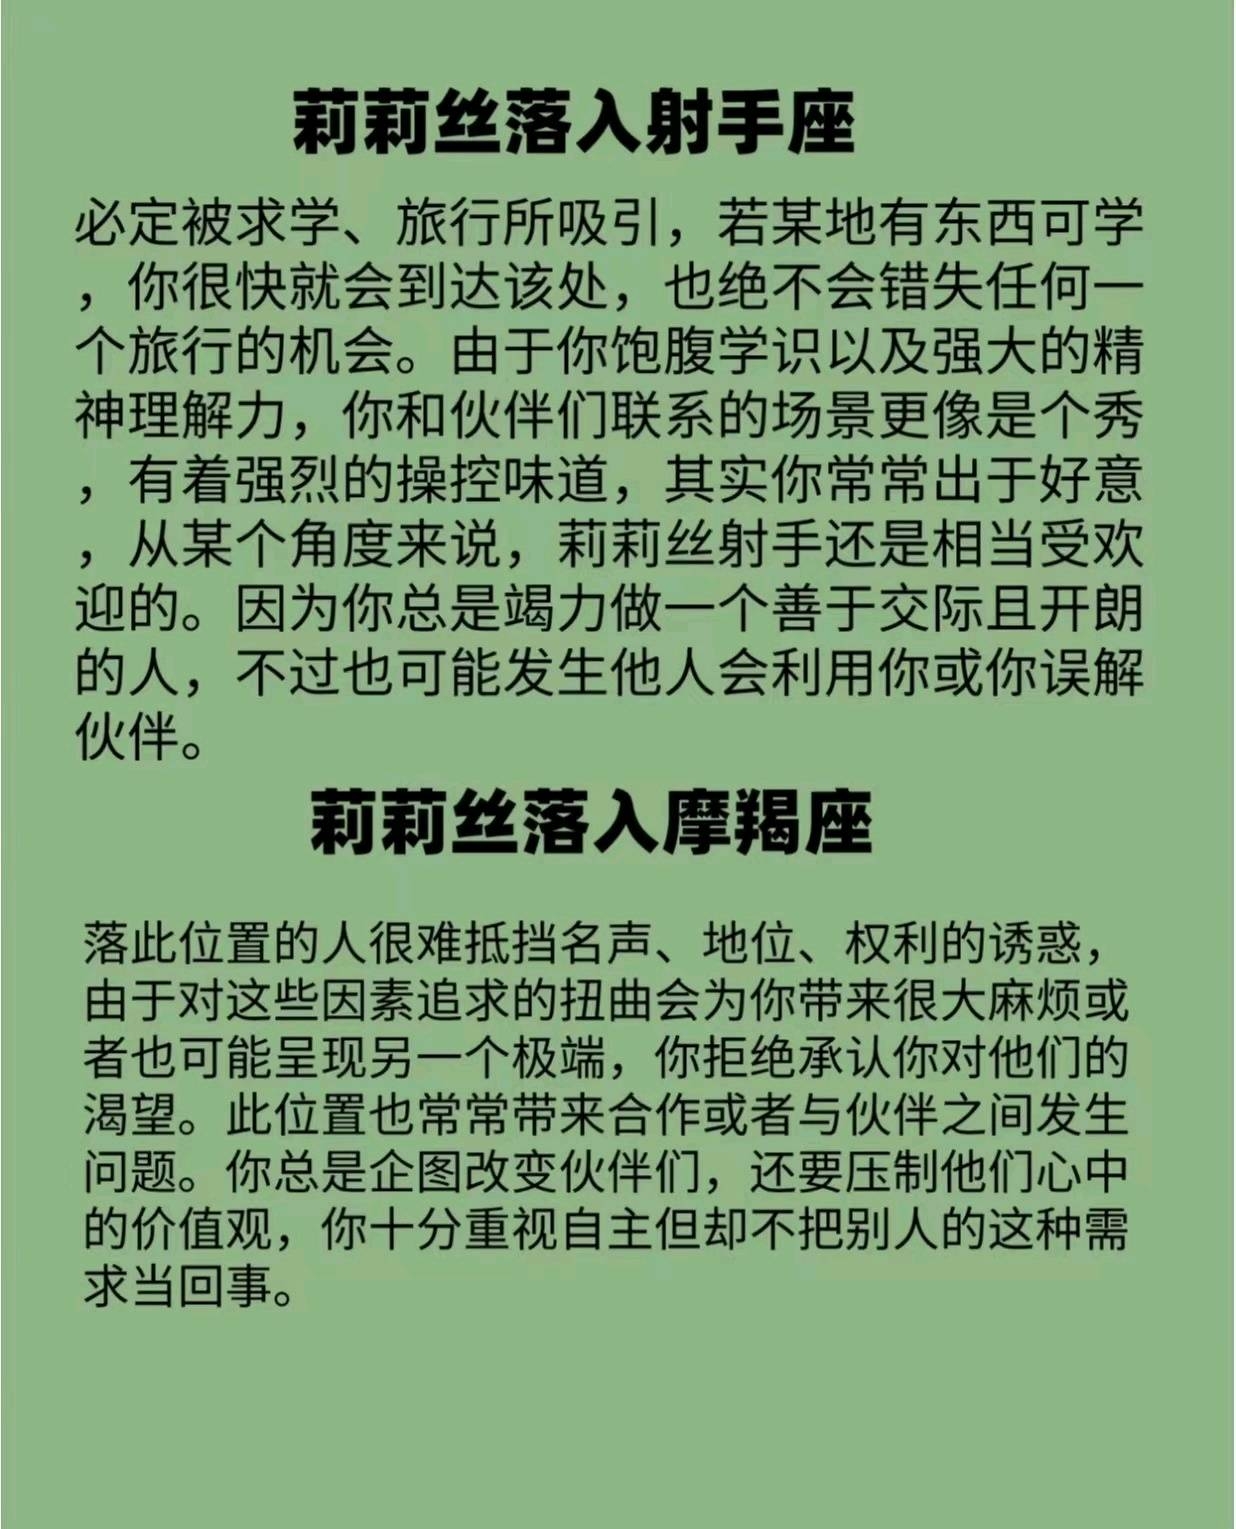 莉莉丝落入射手座
必定被求学、旅行所吸引，若某地有东西可学
，你很快就会到达该处，也绝不会错失任何一
个旅行的机会。由于你饱腹学识以及强大的精
神理解力，你和伙伴们联系的场景更像是个秀
，有着强烈的操控味道，其实你常常出于好意
，从某个角度来说，莉莉丝射手还是相当受欢
迎的。因为你总是竭力做一个善于交际且开朗
的人，不过也可能发生他人会利用你或你误解
伙伴。
莉莉丝落入摩羯座
落此位置的人很难抵挡名声、地位、权利的诱惑，
由于对这些因素追求的扭曲会为你带来很大麻烦或
者也可能呈现另一个极端，你拒绝承认你对他们的
渴望。此位置也常常带来合作或者与伙伴之间发生
问题。你总是企图改变伙伴们，还要压制他们心中
的价值观，你十分重视自主但却不把别人的这种需
求当回事。